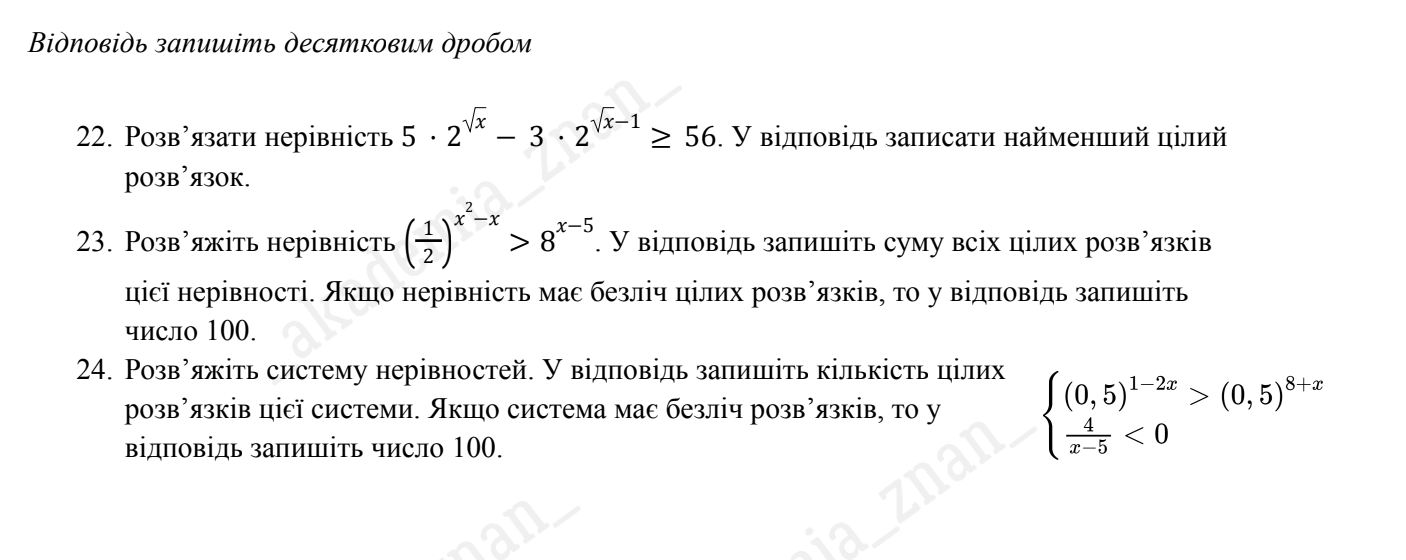 Відповідь запишіть десятковим дробом
22. Розв’язати нерівність 5 · 2^{√x} − 3 · 2^{√x−1} ≥ 56. У відповідь записати найменший цілий
розв’язок.
23. Розв’яжіть нерівність (1/2)^{x^2−x} > 8^{x−5}. У відповідь запишіть суму всіх цілих розв’язків
цієї нерівності. Якщо нерівність має безліч цілих розв’язків, то у відповідь запишіть
число 100.
24. Розв’яжіть систему нерівностей. У відповідь запишіть кількість цілих
розв’язків цієї системи. Якщо система має безліч розв’язків, то у
відповідь запишіть число 100.
{(0,5)^{1−2x} > (0,5)^{8+x}
4/(x−5) < 0
akademia_znan_
akademia_znan_
znan_